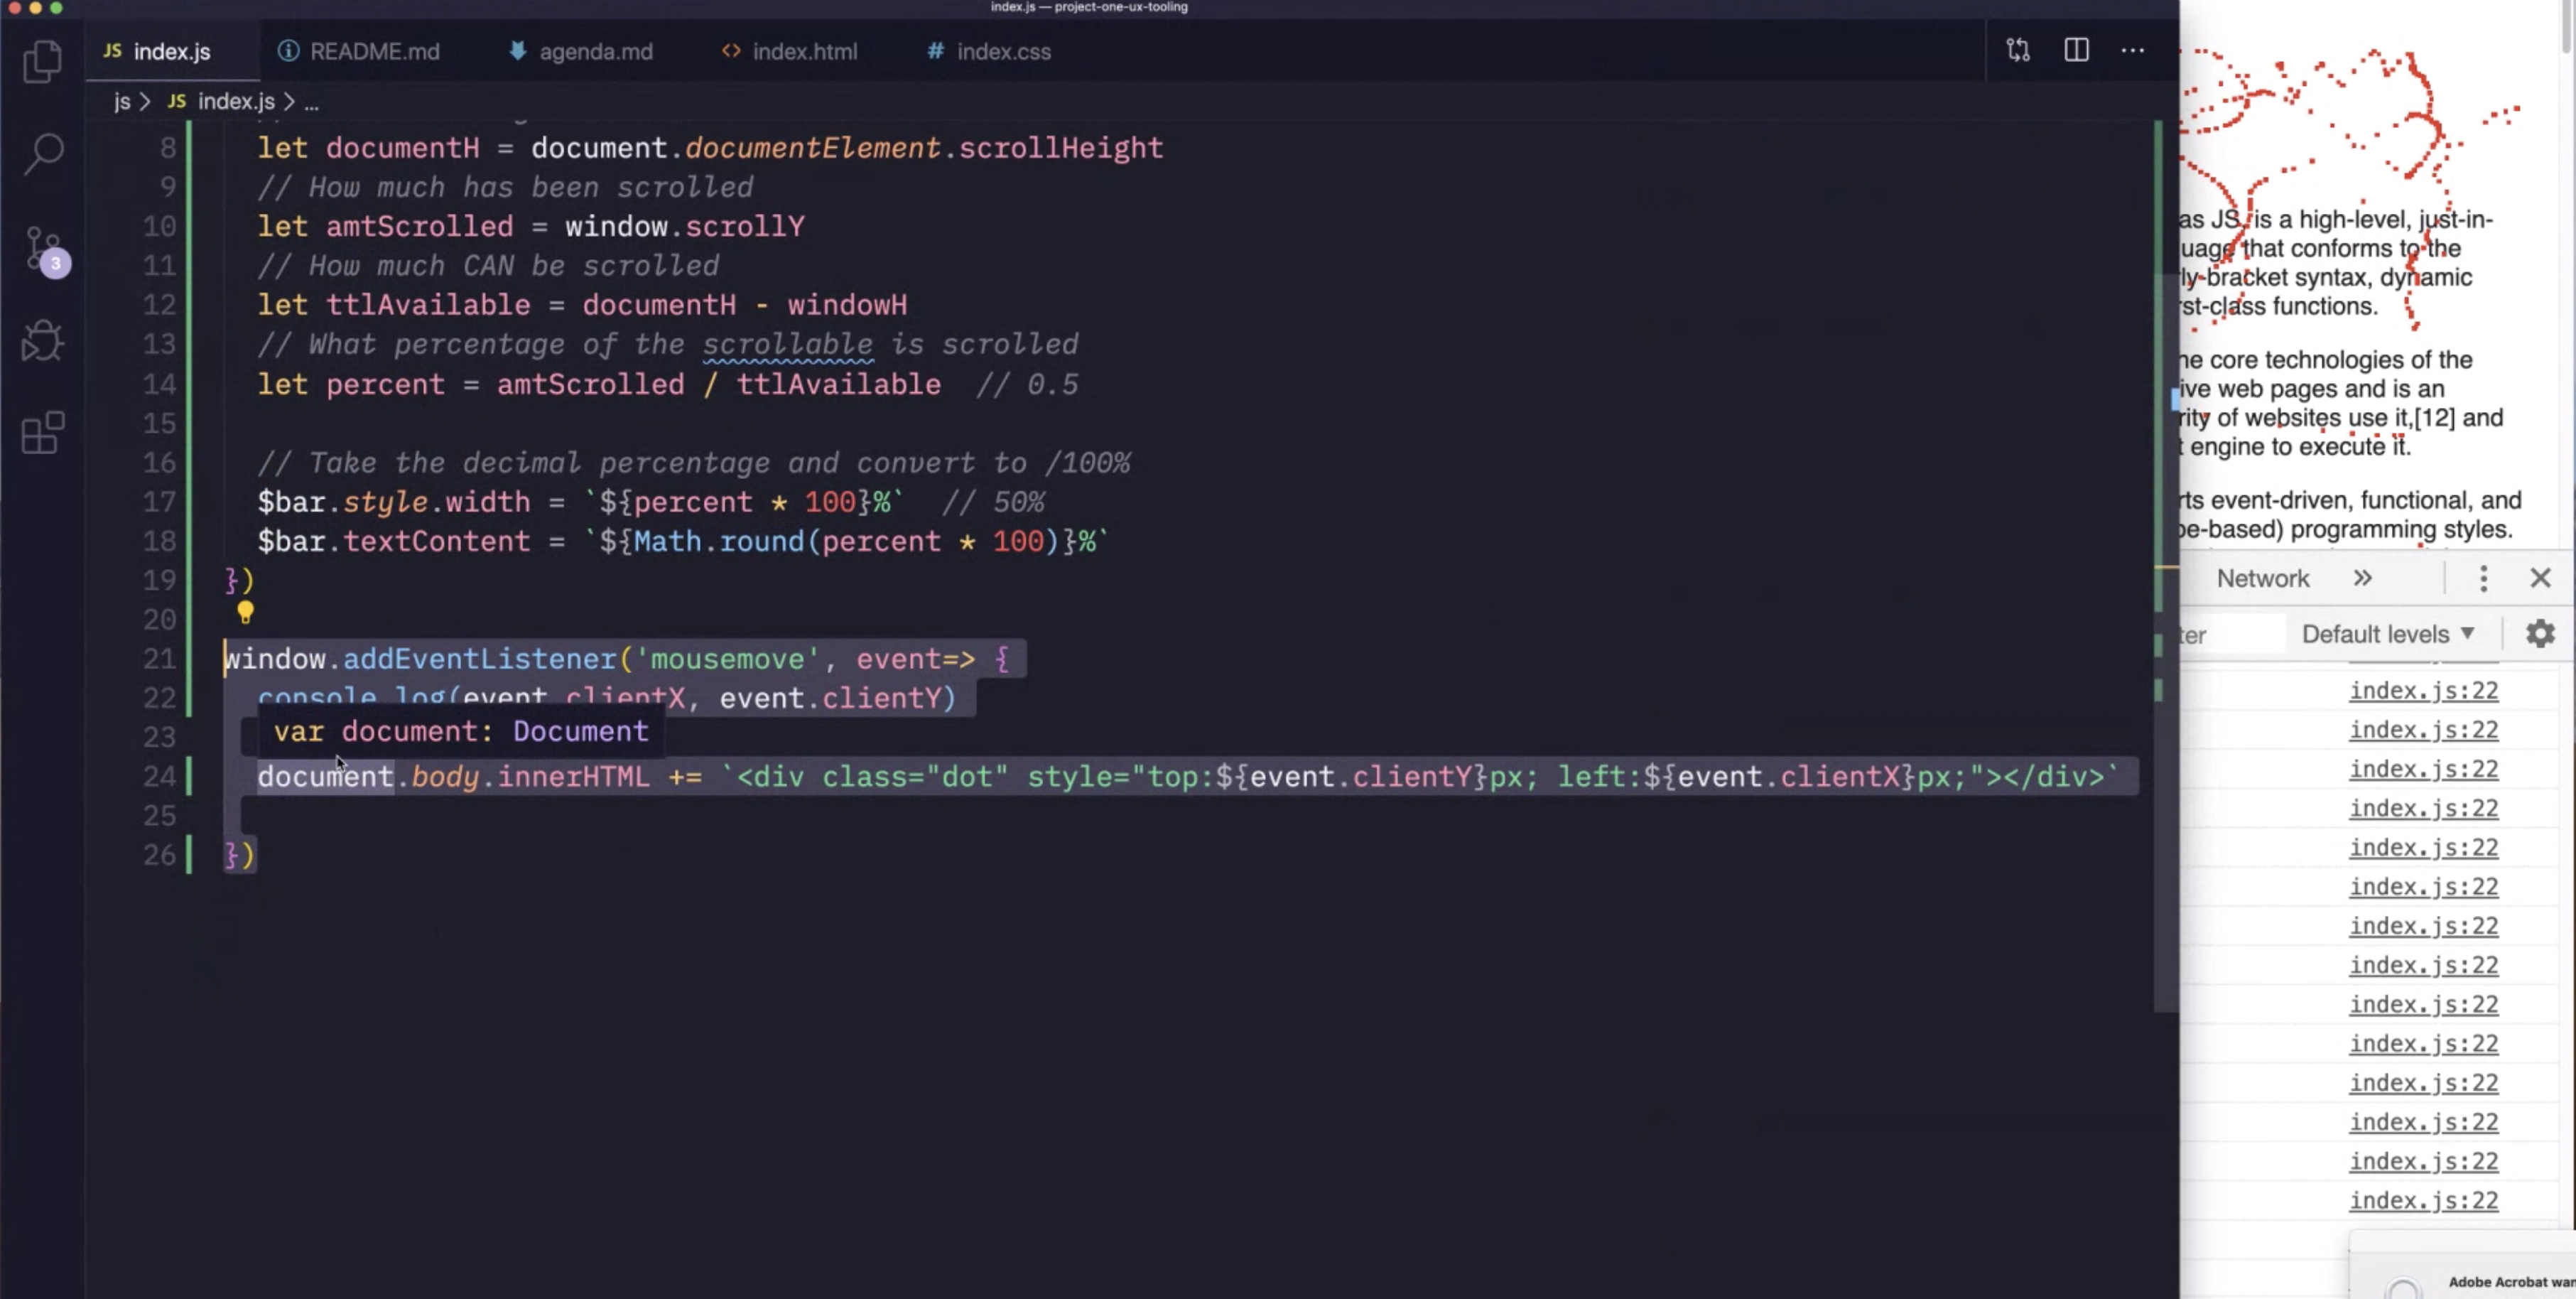 index.js — project-one-ux-tooling
JS index.js
README.md
agenda.md
<> index.html
# index.css
js > JS index.js > ...
3
8 let documentH = document.documentElement.scrollHeight
9 // How much has been scrolled
10 let amtScrolled = window.scrollY
11 // How much CAN be scrolled
12 let ttlAvailable = documentH - windowH
13 // What percentage of the scrollable is scrolled
14 let percent = amtScrolled / ttlAvailable // 0.5
15
16 // Take the decimal percentage and convert to /100%
17 $bar.style.width = `${percent * 100}%` // 50%
18 $bar.textContent = `${Math.round(percent * 100)}%`
19 })
20
21 window.addEventListener('mousemove', event=> {
22 console.log(event.clientX, event.clientY)
23
var document: Document
24 document.body.innerHTML += `<div class="dot" style="top:${event.clientY}px; left:${event.clientX}px;"></div>`
25
26 })
as JS, is a high-level, just-in-
uage that conforms to the
rly-bracket syntax, dynamic
rst-class functions.
ne core technologies of the
ive web pages and is an
rity of websites use it,[12] and
t engine to execute it.
rts event-driven, functional, and
pe-based) programming styles.
Network »
ter
Default levels ▼
index.js:22
index.js:22
index.js:22
index.js:22
index.js:22
index.js:22
index.js:22
index.js:22
index.js:22
index.js:22
index.js:22
index.js:22
index.js:22
index.js:22
Adobe Acrobat wan